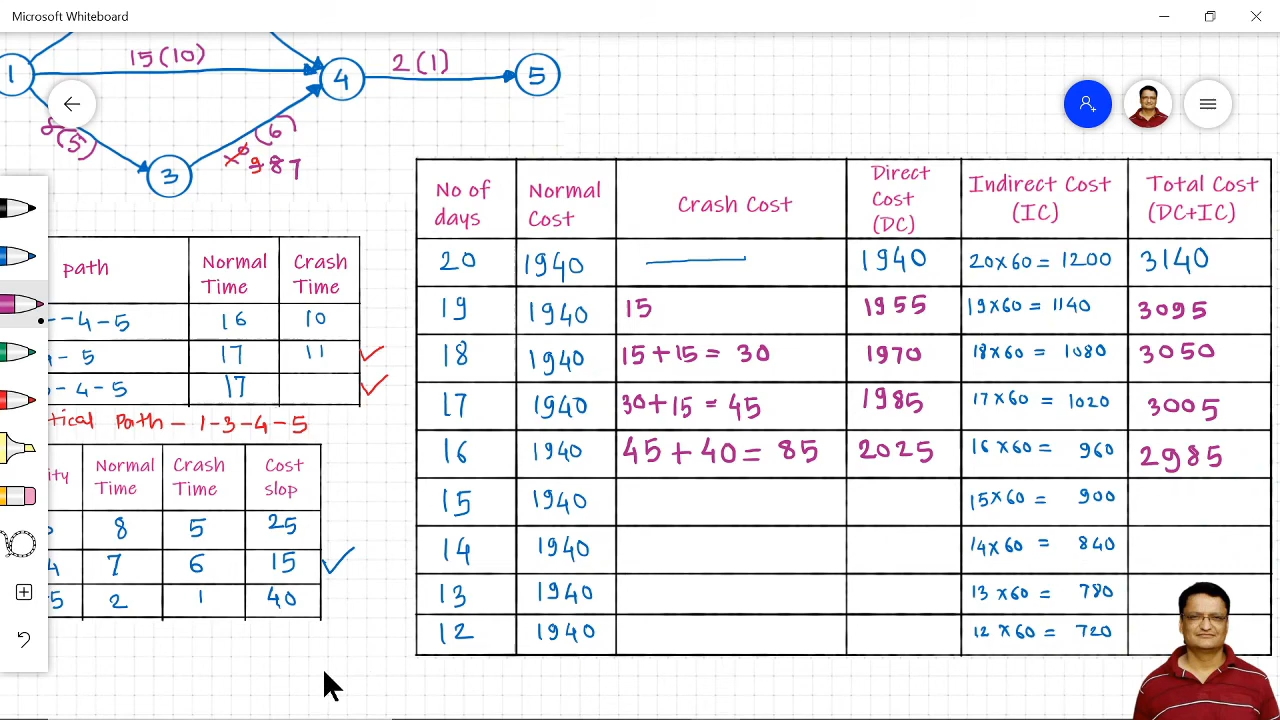 Microsoft Whiteboard
1
15(10)
4
2(1)
5
8(5)
(6)
9 8 7
3
path
Normal Time
Crash Time
- -4-5
16
10
4-5
17
11
- 4-5
17
tical Path - 1-3-4-5
ity
Normal Time
Crash Time
Cost slop
8
5
25
4
7
6
15
5
2
1
40
No of days
Normal Cost
Crash Cost
Direct Cost (DC)
Indirect Cost (IC)
Total Cost (DC+IC)
20
1940
1940
20x60 = 1200
3140
19
1940
15
1955
19x60 = 1140
3095
18
1940
15+15 = 30
1970
18x60 = 1080
3050
17
1940
30+15 = 45
1985
17x60 = 1020
3005
16
1940
45+40 = 85
2025
16x60 = 960
2985
15
1940
15x60 = 900
14
1940
14x60 = 840
13
1940
13x60 = 780
12
1940
12x60 = 720